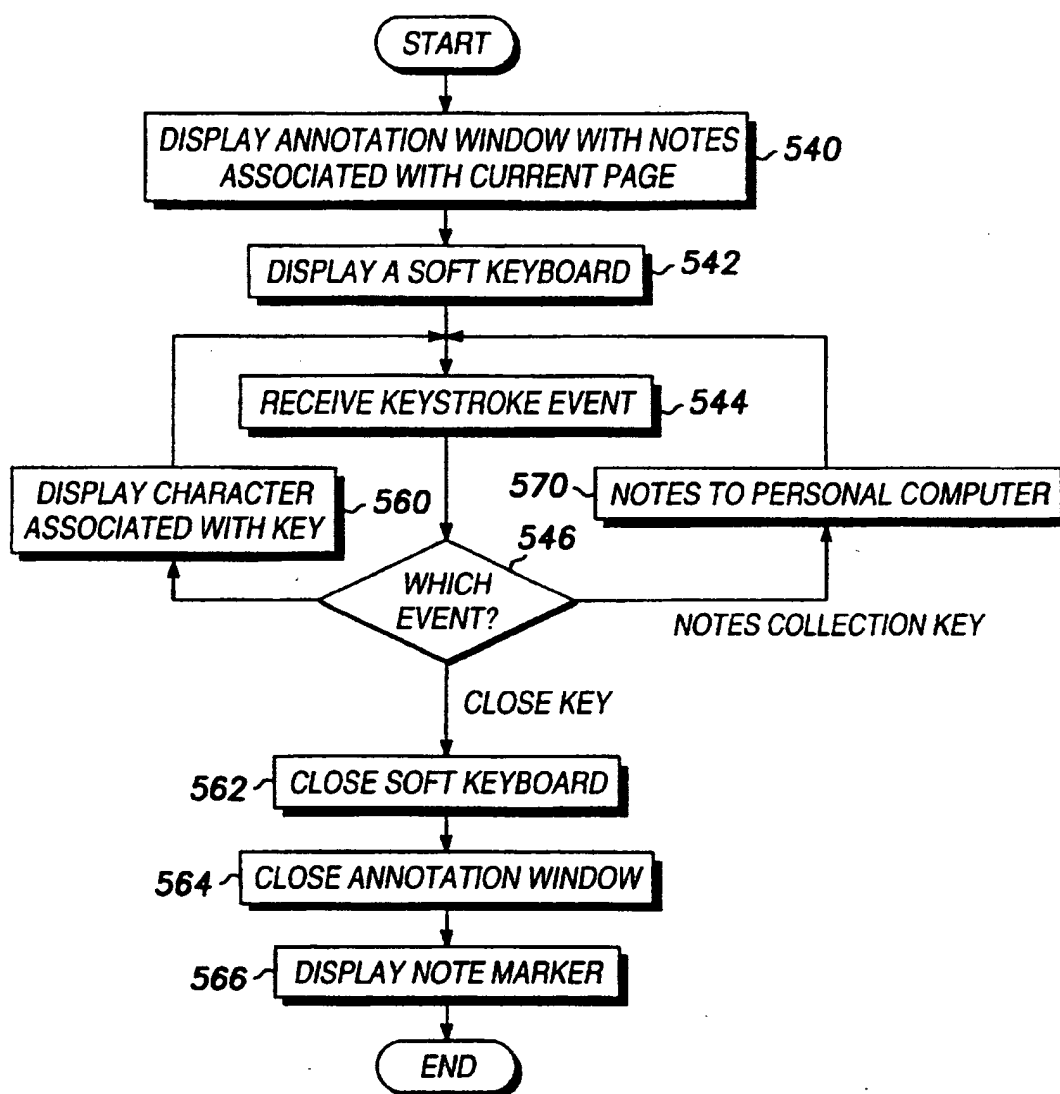 START
DISPLAY ANNOTATION WINDOW WITH NOTES
ASSOCIATED WITH CURRENT PAGE
540
DISPLAY A SOFT KEYBOARD
542
RECEIVE KEYSTROKE EVENT
544
DISPLAY CHARACTER
ASSOCIATED WITH KEY
560
570
NOTES TO PERSONAL COMPUTER
546
WHICH
EVENT?
NOTES COLLECTION KEY
CLOSE KEY
562
CLOSE SOFT KEYBOARD
564
CLOSE ANNOTATION WINDOW
566
DISPLAY NOTE MARKER
END